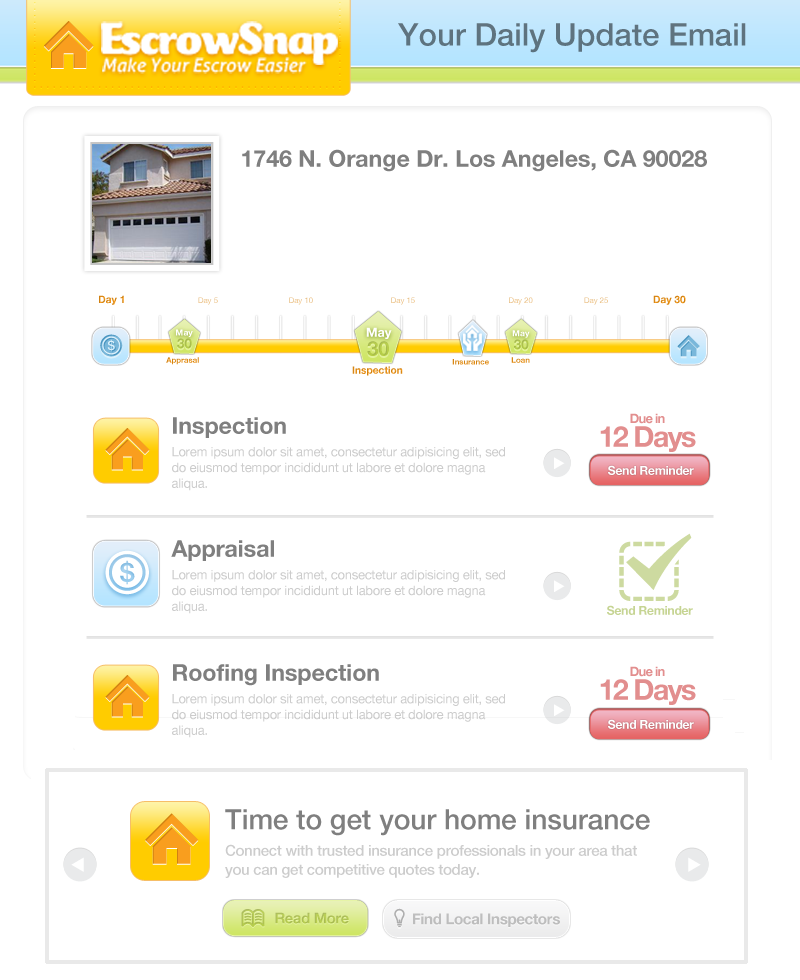 EscrowSnap
Make Your Escrow Easier
Your Daily Update Email
1746 N. Orange Dr. Los Angeles, CA 90028
Day 1 Day 5 Day 10 Day 15 Day 20 Day 25 Day 30
May 30 May 30 May 30
Apprasal Inspection Insurance Loan
Inspection
Lorem ipsum dolor sit amet, consectetur adipisicing elit, sed
do eiusmod tempor incididunt ut labore et dolore magna
aliqua.
Due in
12 Days
Send Reminder
Appraisal
Lorem ipsum dolor sit amet, consectetur adipisicing elit, sed
do eiusmod tempor incididunt ut labore et dolore magna
aliqua.
Send Reminder
Roofing Inspection
Lorem ipsum dolor sit amet, consectetur adipisicing elit, sed
do eiusmod tempor incididunt ut labore et dolore magna
aliqua.
Due in
12 Days
Send Reminder
Time to get your home insurance
Connect with trusted insurance professionals in your area that
you can get competitive quotes today.
Read More Find Local Inspectors